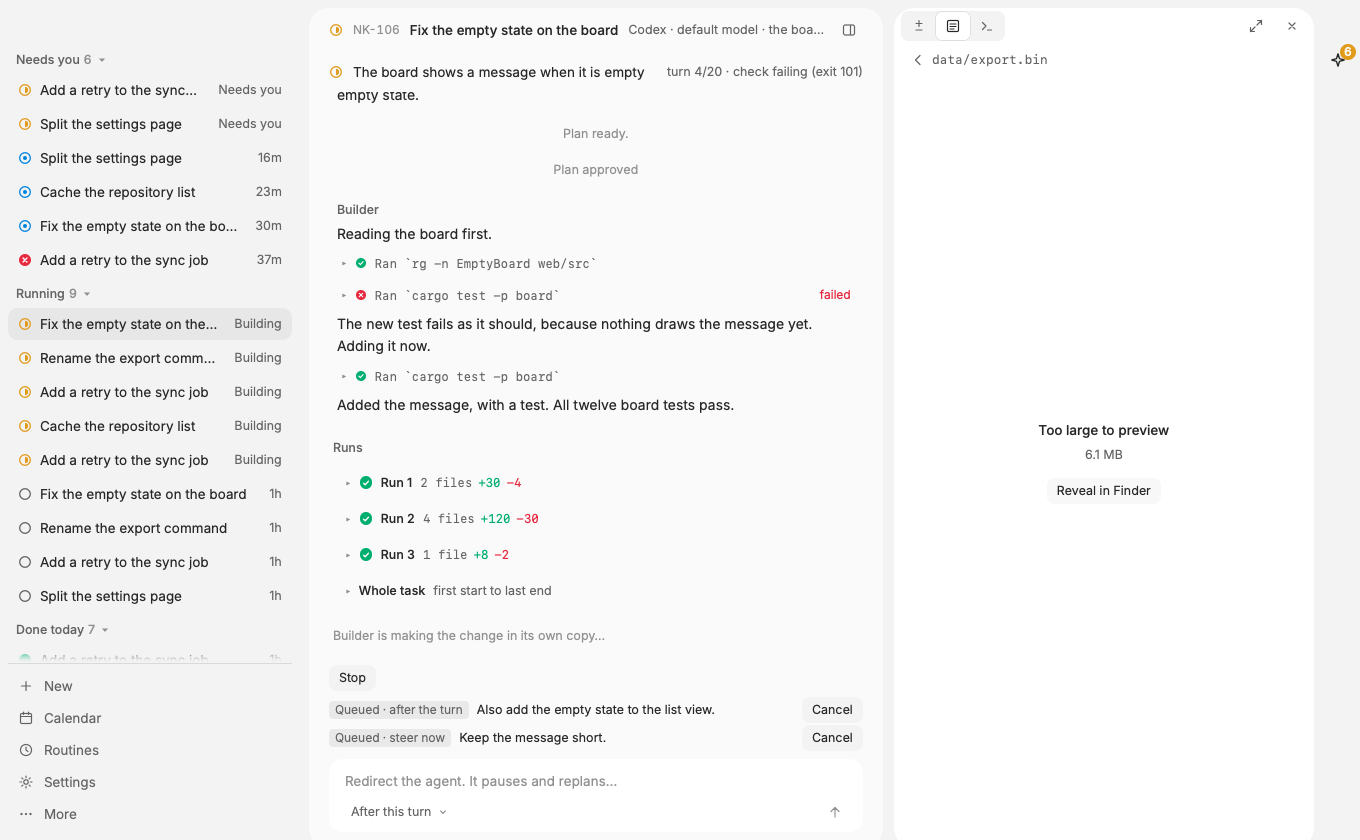 Needs you 6
Add a retry to the sync... Needs you
Split the settings page Needs you
Split the settings page 16m
Cache the repository list 23m
Fix the empty state on the bo... 30m
Add a retry to the sync job 37m
Running 9
Fix the empty state on the... Building
Rename the export comm... Building
Add a retry to the sync job Building
Cache the repository list Building
Add a retry to the sync job Building
Fix the empty state on the board 1h
Rename the export command 1h
Add a retry to the sync job 1h
Split the settings page 1h
Done today 7
Add a retry to the sync job 1h
New
Calendar
Routines
Settings
More
NK-106 Fix the empty state on the board Codex · default model · the boa...
The board shows a message when it is empty turn 4/20 · check failing (exit 101)
empty state.
Plan ready.
Plan approved
Builder
Reading the board first.
Ran `rg -n EmptyBoard web/src`
Ran `cargo test -p board` failed
The new test fails as it should, because nothing draws the message yet.
Adding it now.
Ran `cargo test -p board`
Added the message, with a test. All twelve board tests pass.
Runs
Run 1 2 files +30 −4
Run 2 4 files +120 −30
Run 3 1 file +8 −2
Whole task first start to last end
Builder is making the change in its own copy...
Stop
Queued · after the turn Also add the empty state to the list view. Cancel
Queued · steer now Keep the message short. Cancel
Redirect the agent. It pauses and replans...
After this turn
data/export.bin
Too large to preview
6.1 MB
Reveal in Finder
6